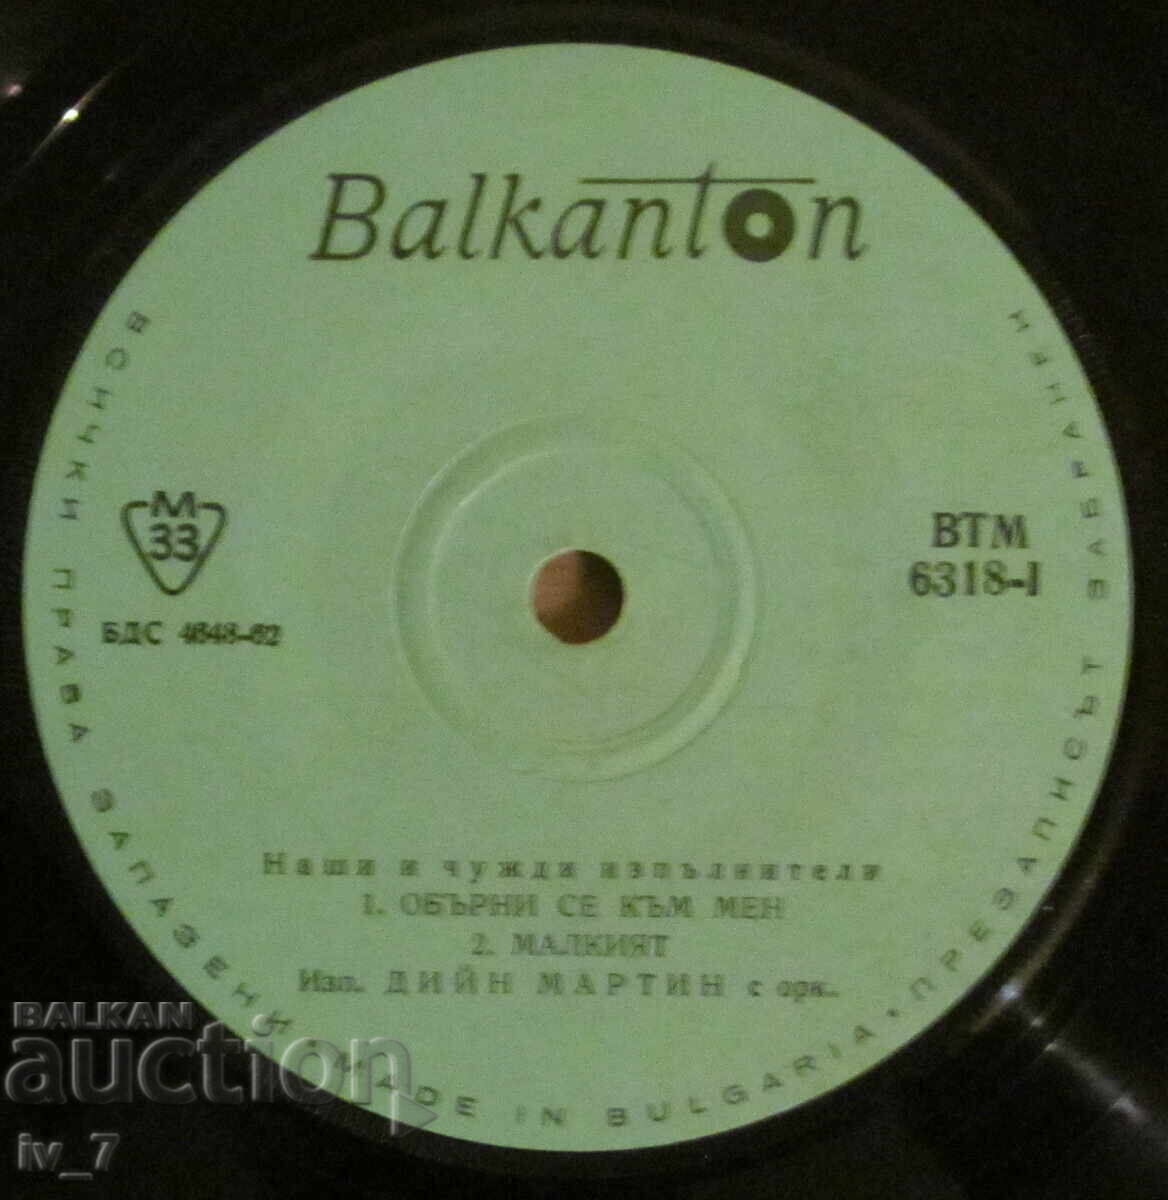 Balkanton
М
33
БДС 4648-62
ВТМ
6318-I
Наши и чужди изпълнители
1. ОБЪРНИ СЕ КЪМ МЕН
2. МАЛКИЯТ
Изп. ДИЙН МАРТИН с орк.
ВСИЧКИ ПРАВА ЗАПАЗЕНИ • MADE IN BULGARIA • ПРЕЗАПИСЪТ ЗАБРАНЕН
BALKAN
auction
iv_7